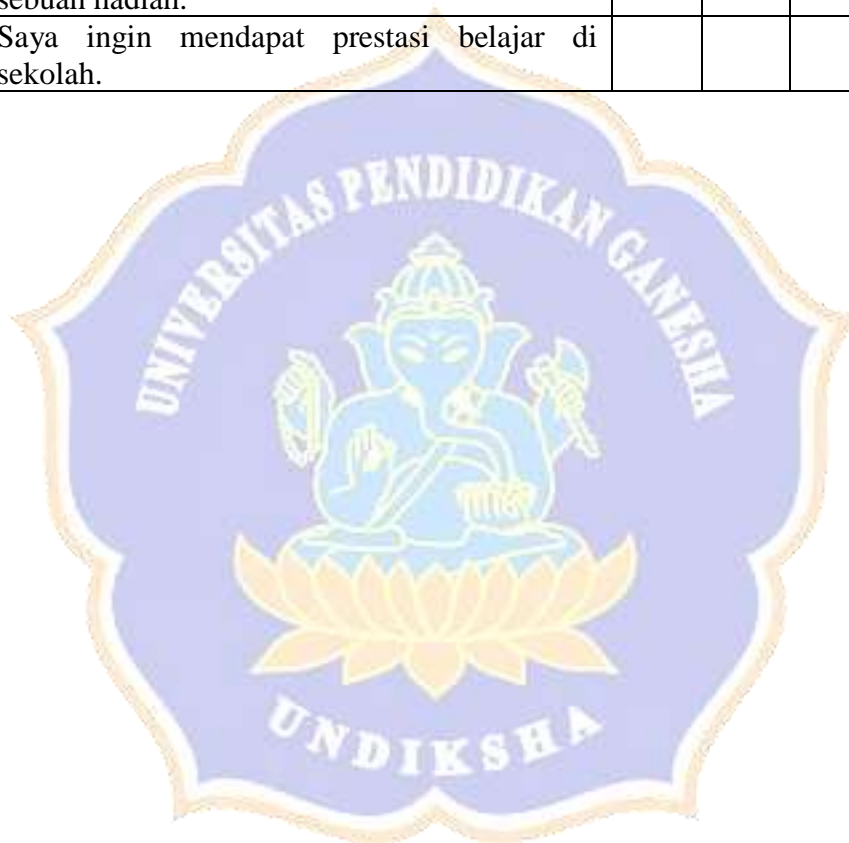 sebuah hadiah.
Saya ingin mendapat prestasi belajar di
sekolah.
UNIVERSITAS PENDIDIKAN GANESHA
UNDIKSHA